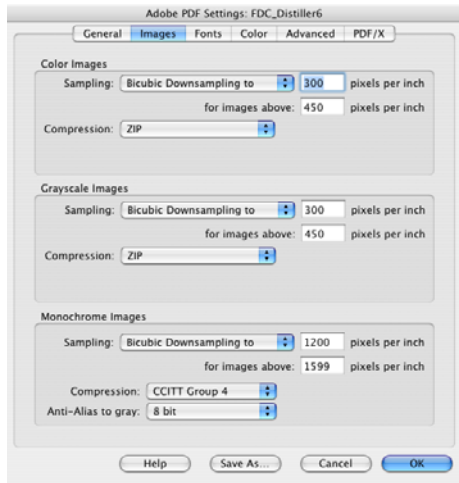 Adobe PDF Settings: FDC_Distiller6
General Images Fonts Color Advanced PDF/X
Color Images
Sampling: Bicubic Downsampling to 300 pixels per inch
for images above: 450 pixels per inch
Compression: ZIP
Grayscale Images
Sampling: Bicubic Downsampling to 300 pixels per inch
for images above: 450 pixels per inch
Compression: ZIP
Monochrome Images
Sampling: Bicubic Downsampling to 1200 pixels per inch
for images above: 1599 pixels per inch
Compression: CCITT Group 4
Anti-Alias to gray: 8 bit
Help Save As... Cancel OK